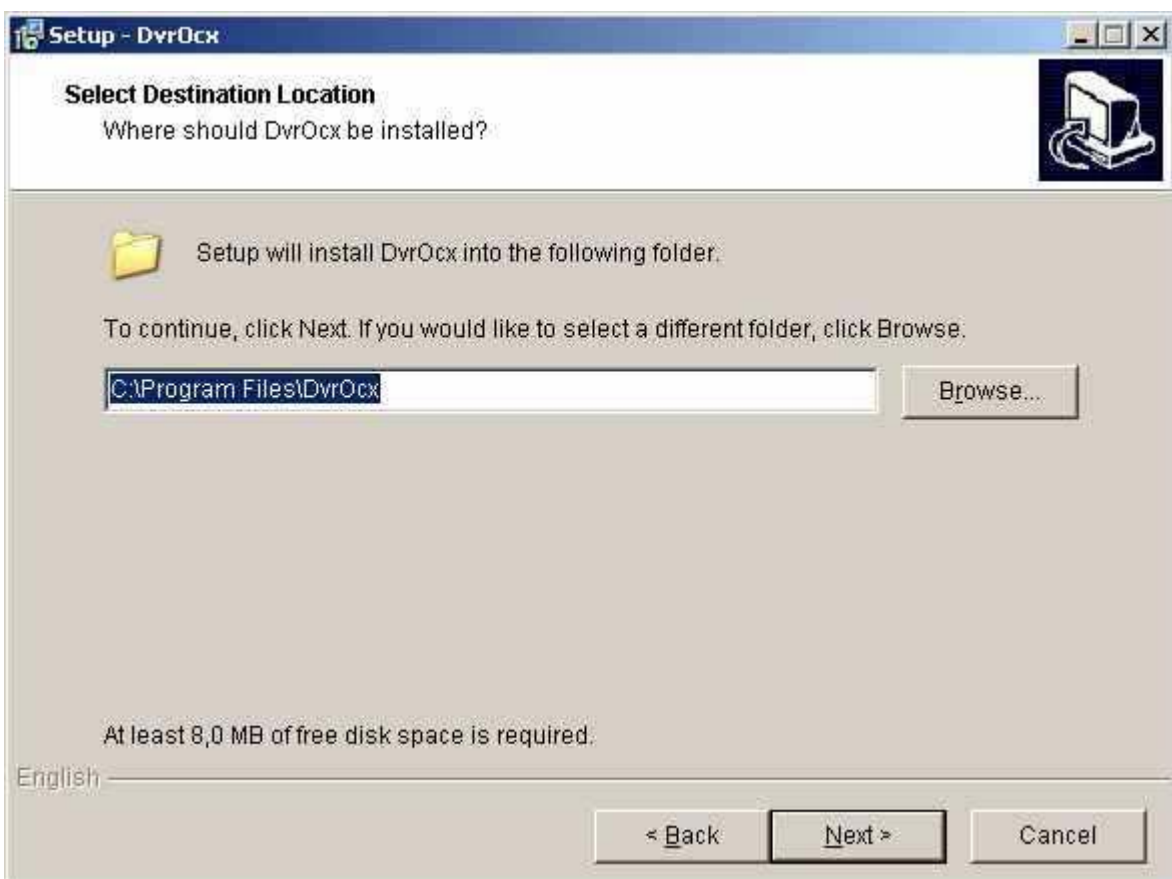 Setup - DvrOcx
Select Destination Location
Where should DvrOcx be installed?
Setup will install DvrOcx into the following folder.
To continue, click Next. If you would like to select a different folder, click Browse.
C:\Program Files\DvrOcx
Browse...
At least 8,0 MB of free disk space is required.
English
< Back
Next >
Cancel